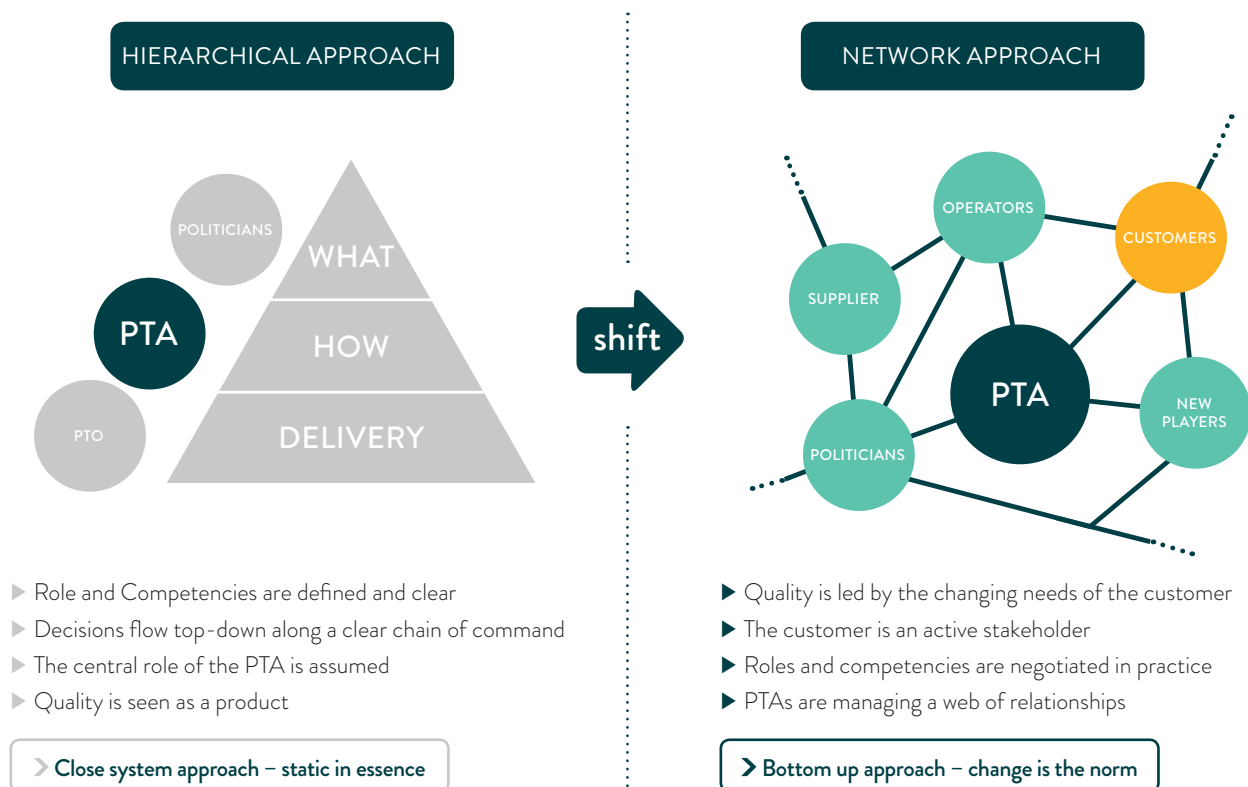 HIERARCHICAL APPROACH
POLITICIANS
PTA
PTO
WHAT
HOW
DELIVERY
Role and Competencies are defined and clear
Decisions flow top-down along a clear chain of command
The central role of the PTA is assumed
Quality is seen as a product
Close system approach – static in essence
shift
NETWORK APPROACH
OPERATORS
CUSTOMERS
SUPPLIER
PTA
NEW
PLAYERS
POLITICIANS
Quality is led by the changing needs of the customer
The customer is an active stakeholder
Roles and competencies are negotiated in practice
PTAs are managing a web of relationships
Bottom up approach – change is the norm